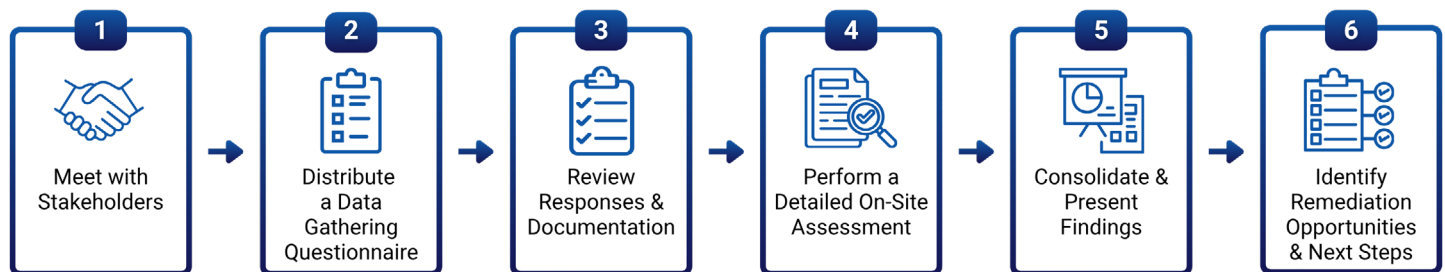 1
Meet with
Stakeholders
2
Distribute
a Data
Gathering
Questionnaire
3
Review
Responses &
Documentation
4
Perform a
Detailed On-Site
Assessment
5
Consolidate &
Present
Findings
6
Identify
Remediation
Opportunities
& Next Steps